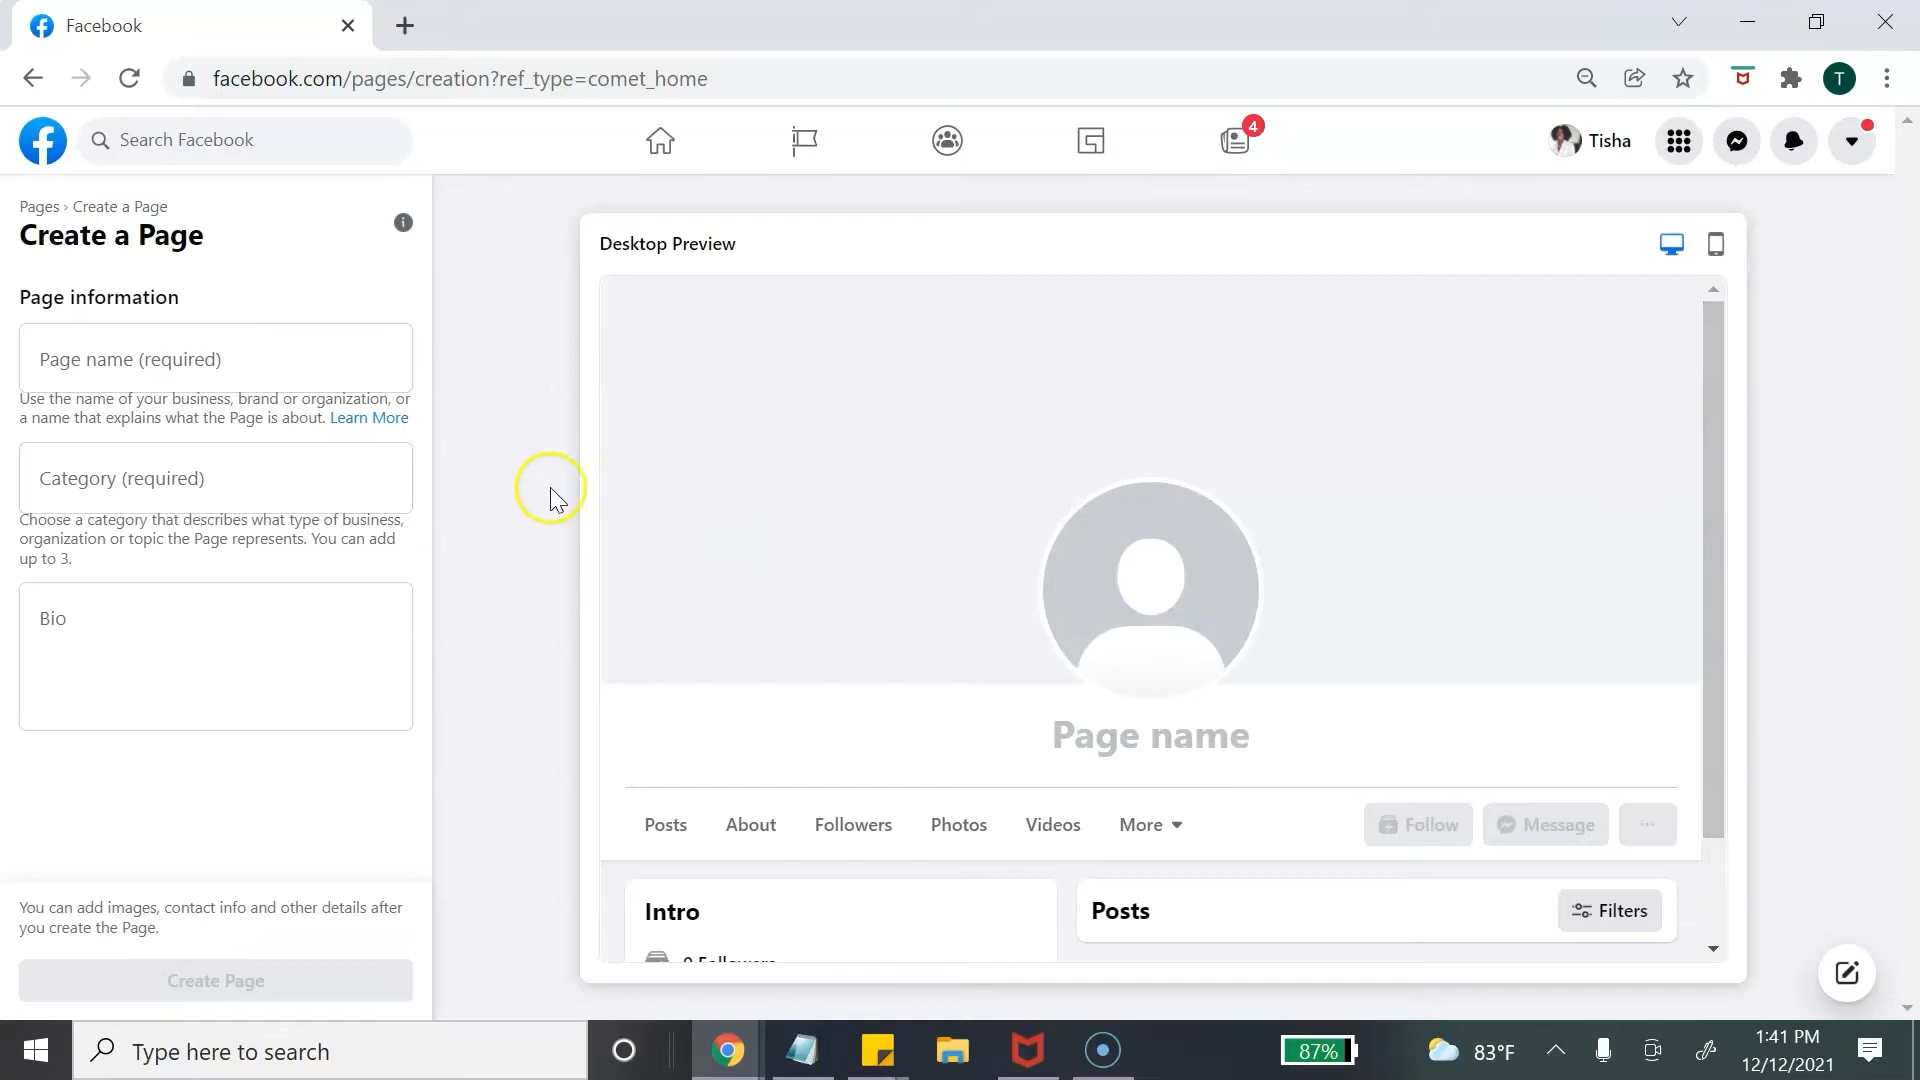 Facebook
facebook.com/pages/creation?ref_type=comet_home
T
Search Facebook
4
Tisha
Pages › Create a Page
Create a Page
Page information
Page name (required)
Use the name of your business, brand or organization, or
a name that explains what the Page is about. Learn More
Category (required)
Choose a category that describes what type of business,
organization or topic the Page represents. You can add
up to 3.
Bio
You can add images, contact info and other details after
you create the Page.
Create Page
Desktop Preview
Page name
Posts About Followers Photos Videos More
Follow Message ...
Intro
0 Followers
Posts
Filters
Type here to search
87%
83°F
1:41 PM
12/12/2021